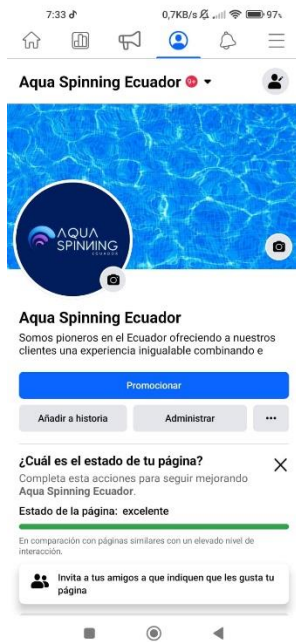 7:33
0,7KB/s 97%
Aqua Spinning Ecuador 9+
AQUA
SPINNING
ECUADOR
Aqua Spinning Ecuador
Somos pioneros en el Ecuador ofreciendo a nuestros
clientes una experiencia inigualable combinando e
Promocionar
Añadir a historia Administrar ...
¿Cuál es el estado de tu página?
Completa esta acciones para seguir mejorando
Aqua Spinning Ecuador.
Estado de la página: excelente
En comparación con páginas similares con un elevado nivel de
interacción.
Invita a tus amigos a que indiquen que les gusta tu
página